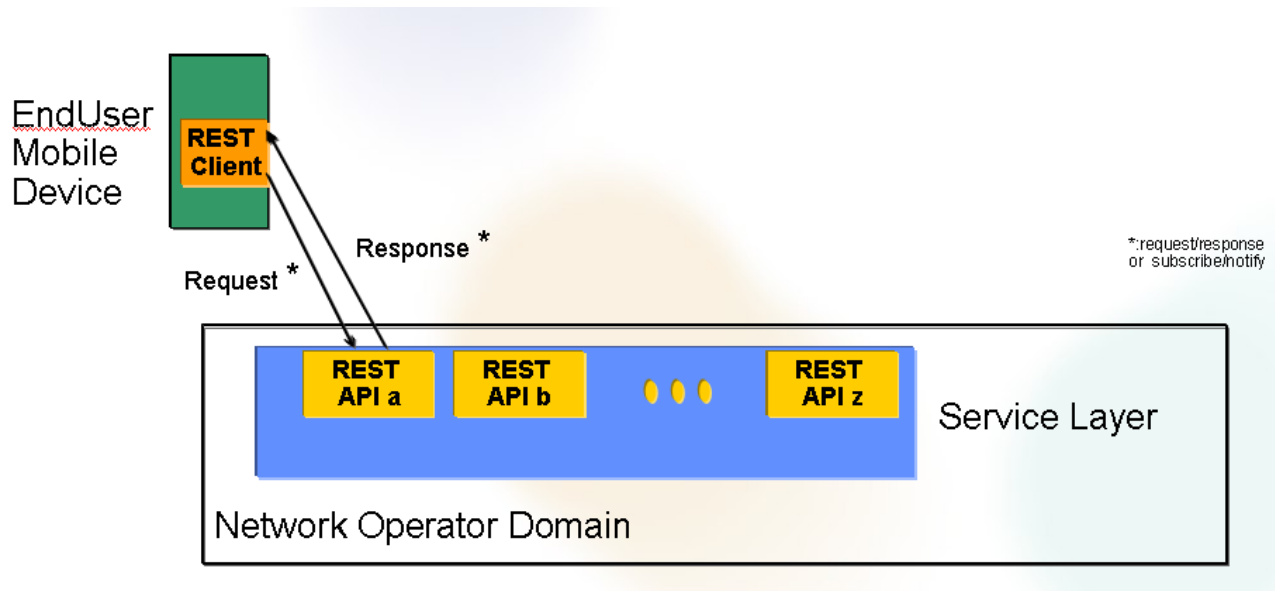 EndUser
Mobile
Device
REST
Client
Response *
Request *
*:request/response
or subscribe/notify
REST
API a
REST
API b
REST
API z
Service Layer
Network Operator Domain